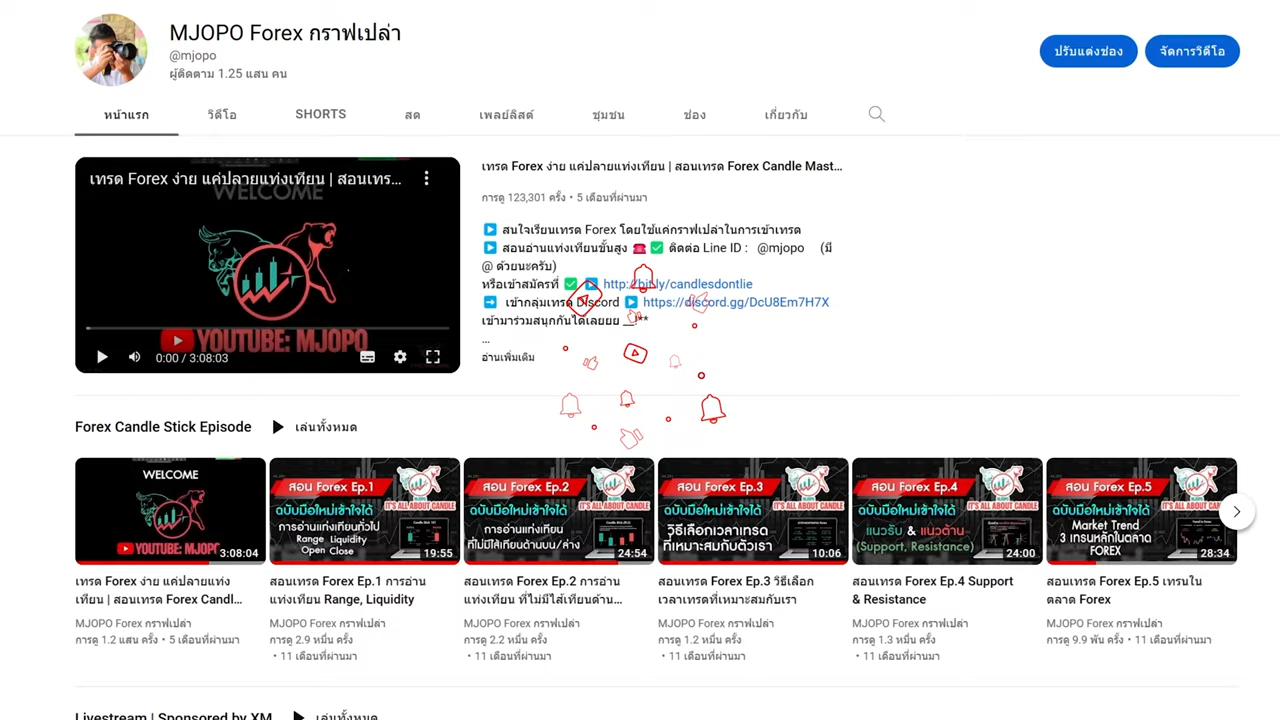 MJOPO Forex กราฟเปล่า
@mjopo
ผู้ติดตาม 1.25 แสน คน
ปรับแต่งช่อง
จัดการวิดีโอ
หน้าแรก
วิดีโอ
SHORTS
สด
เพลย์ลิสต์
ชุมชน
ช่อง
เกี่ยวกับ
เทรด Forex ง่าย แค่ปลายแท่งเทียน | สอนเทร...
WELCOME
YOUTUBE: MJOPO
0:00 / 3:08:03
เทรด Forex ง่าย แค่ปลายแท่งเทียน | สอนเทรด Forex Candle Mast...
การดู 123,301 ครั้ง • 5 เดือนที่ผ่านมา
สนใจเรียนเทรด Forex โดยใช้แค่กราฟเปล่าในการเข้าเทรด
สอนอ่านแท่งเทียนขั้นสูง ติดต่อ Line ID : @mjopo (มี
@ ด้วยนะครับ)
หรือเข้าสมัครที่ http://bit.ly/candlesdontlie
เข้ากลุ่มเทรด Discord https://discord.gg/DcU8Em7H7X
เข้ามาร่วมสนุกกันได้เลยยย __!**
...
อ่านเพิ่มเติม
Forex Candle Stick Episode
เล่นทั้งหมด
WELCOME
YOUTUBE: MJOPO
3:08:04
เทรด Forex ง่าย แค่ปลายแท่ง
เทียน | สอนเทรด Forex Candl...
MJOPO Forex กราฟเปล่า
การดู 1.2 แสน ครั้ง • 5 เดือนที่ผ่านมา
สอน Forex Ep.1
IT'S ALL ABOUT CANDLE
ฉบับมือใหม่เข้าใจได้
การอ่านแท่งเทียนทั่วไป
Range Liquidity
Open Close
19:55
สอนเทรด Forex Ep.1 การอ่าน
แท่งเทียน Range, Liquidity
MJOPO Forex กราฟเปล่า
การดู 2.9 หมื่น ครั้ง
• 11 เดือนที่ผ่านมา
สอน Forex Ep.2
IT'S ALL ABOUT CANDLE
ฉบับมือใหม่เข้าใจได้
การอ่านแท่งเทียน
ที่ไม่มีไส้เทียนด้านบน/ล่าง
24:54
สอนเทรด Forex Ep.2 การอ่าน
แท่งเทียน ที่ไม่มีไส้เทียนด้าน...
MJOPO Forex กราฟเปล่า
การดู 2.2 หมื่น ครั้ง
• 11 เดือนที่ผ่านมา
สอน Forex Ep.3
IT'S ALL ABOUT CANDLE
ฉบับมือใหม่เข้าใจได้
วิธีเลือกเวลาเทรด
ที่เหมาะสมกับตัวเรา
10:06
สอนเทรด Forex Ep.3 วิธีเลือก
เวลาเทรดที่เหมาะสมกับเรา
MJOPO Forex กราฟเปล่า
การดู 1.2 หมื่น ครั้ง
• 11 เดือนที่ผ่านมา
สอน Forex Ep.4
IT'S ALL ABOUT CANDLE
ฉบับมือใหม่เข้าใจได้
แนวรับ & แนวต้าน
(Support, Resistance)
24:00
สอนเทรด Forex Ep.4 Support
& Resistance
MJOPO Forex กราฟเปล่า
การดู 1.3 หมื่น ครั้ง
• 11 เดือนที่ผ่านมา
สอน Forex Ep.5
IT'S ALL ABOUT CANDLE
ฉบับมือใหม่เข้าใจได้
Market Trend
3 เทรนหลักในตลาด
FOREX
28:34
สอนเทรด Forex Ep.5 เทรนใน
ตลาด Forex
MJOPO Forex กราฟเปล่า
การดู 9.9 พัน ครั้ง • 11 เดือนที่ผ่านมา
Livestream | Sponsored by XM
เล่นทั้งหมด